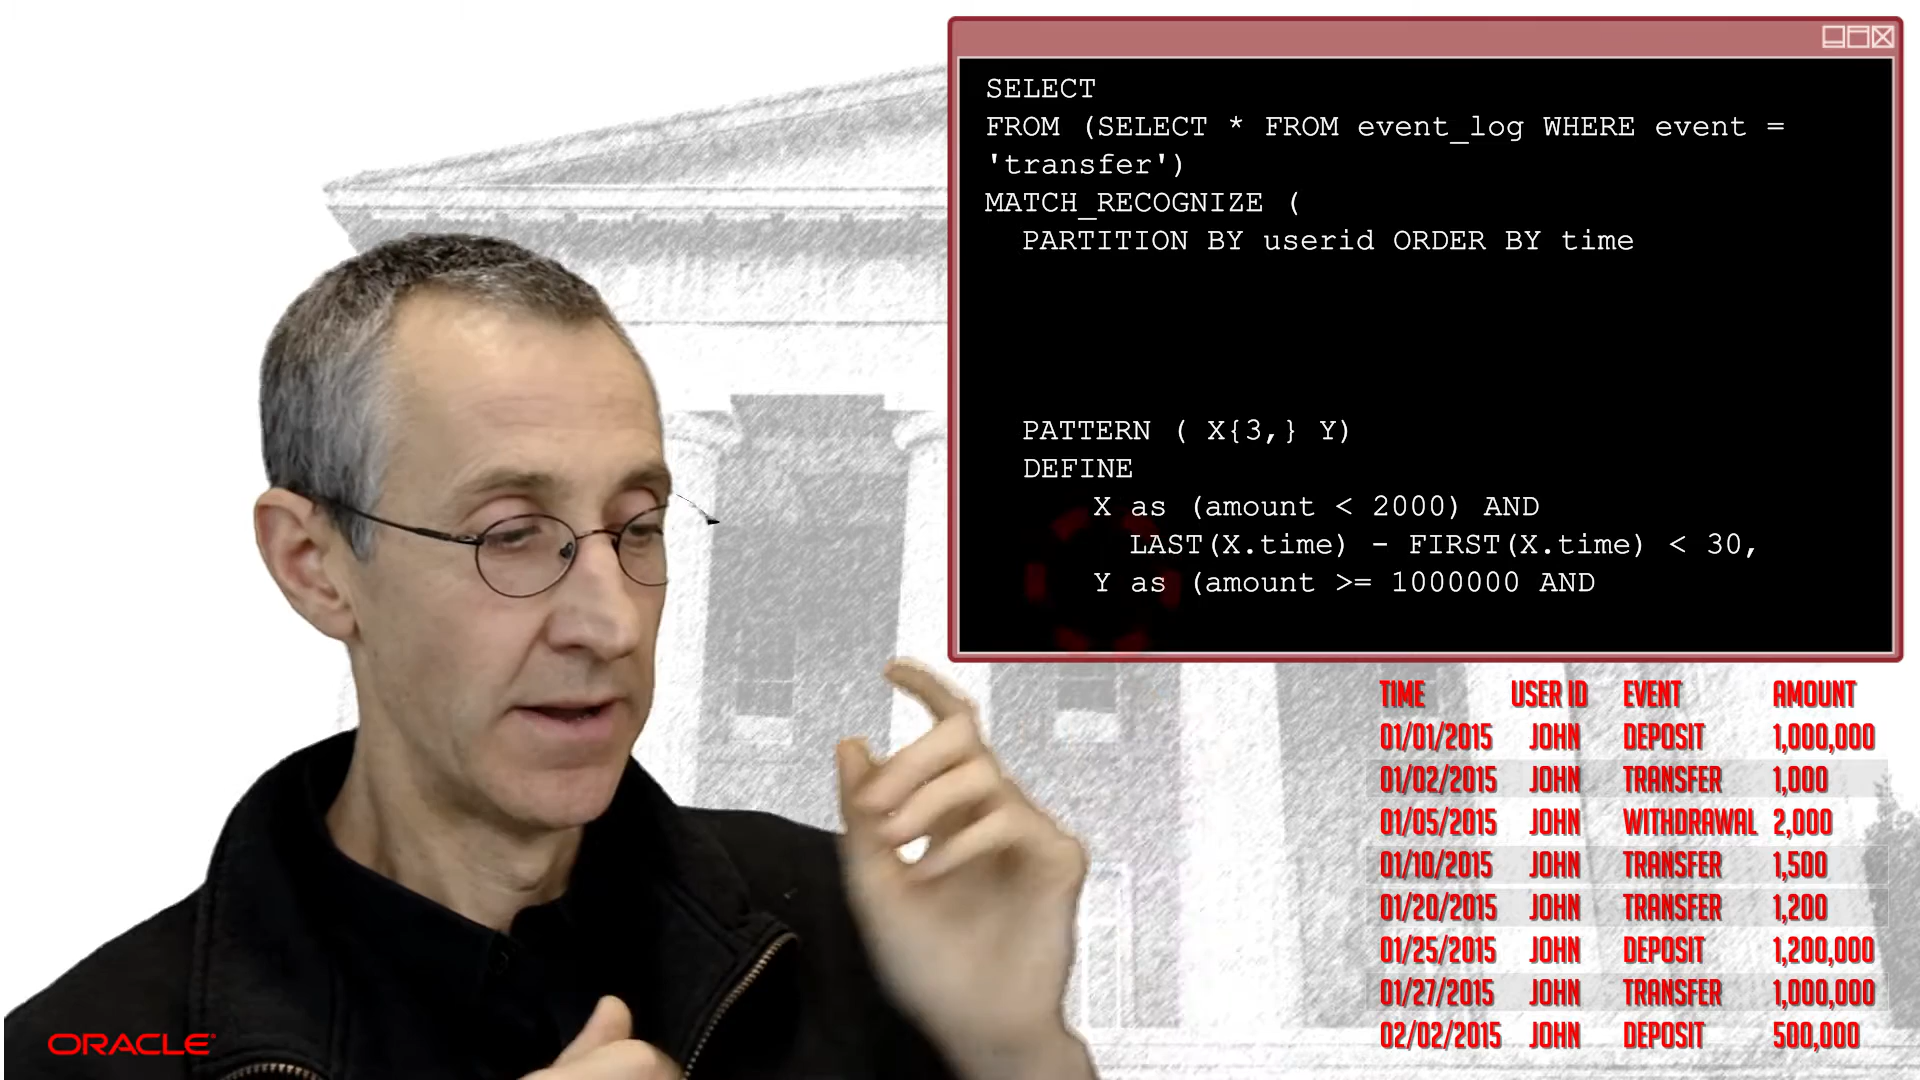 SELECT
FROM (SELECT * FROM event_log WHERE event =
'transfer')
MATCH_RECOGNIZE (
PARTITION BY userid ORDER BY time
PATTERN ( X{3,} Y)
DEFINE
X as (amount < 2000) AND
LAST(X.time) - FIRST(X.time) < 30,
Y as (amount >= 1000000 AND
TIME USER ID EVENT AMOUNT
01/01/2015 JOHN DEPOSIT 1,000,000
01/02/2015 JOHN TRANSFER 1,000
01/05/2015 JOHN WITHDRAWAL 2,000
01/10/2015 JOHN TRANSFER 1,500
01/20/2015 JOHN TRANSFER 1,200
01/25/2015 JOHN DEPOSIT 1,200,000
01/27/2015 JOHN TRANSFER 1,000,000
02/02/2015 JOHN DEPOSIT 500,000
ORACLE